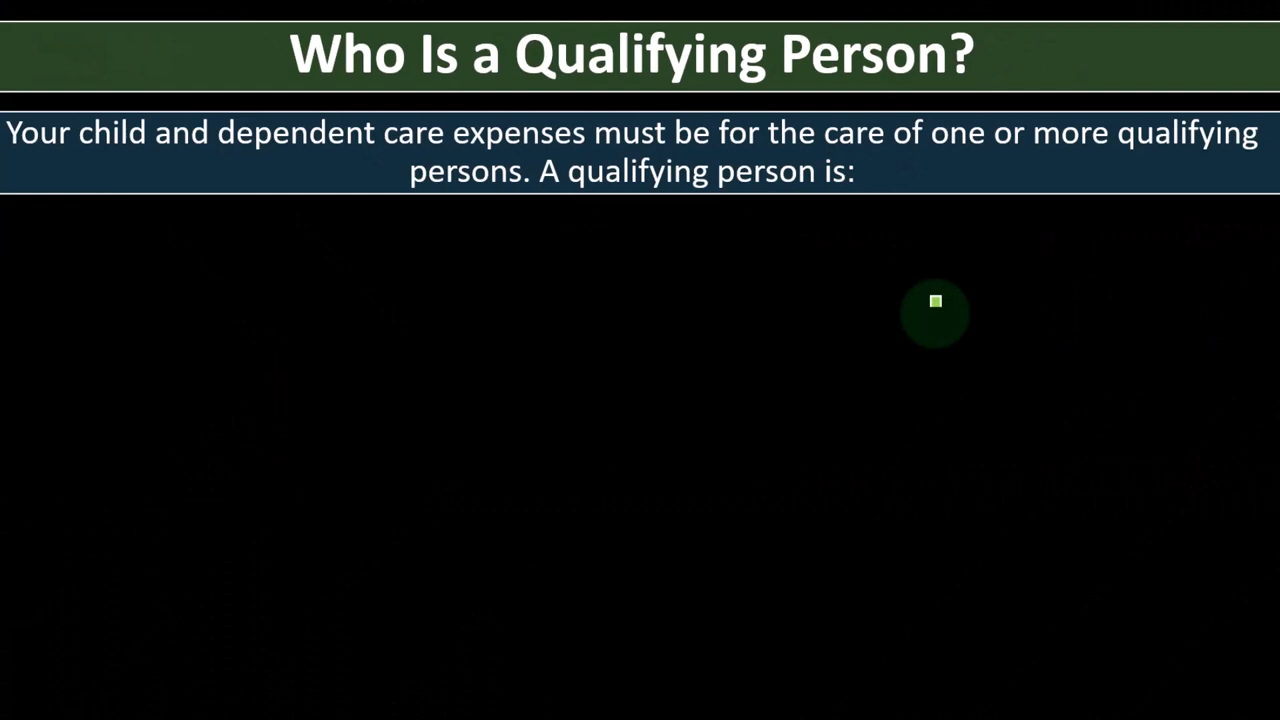 Who Is a Qualifying Person?
Your child and dependent care expenses must be for the care of one or more qualifying
persons. A qualifying person is: